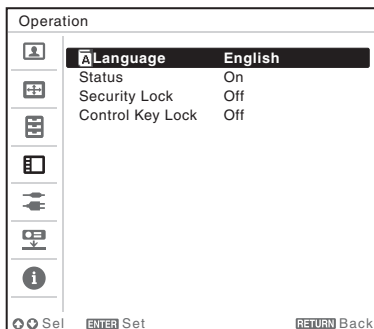 Operation
A Language English
Status On
Security Lock Off
Control Key Lock Off
Sel ENTER Set RETURN Back